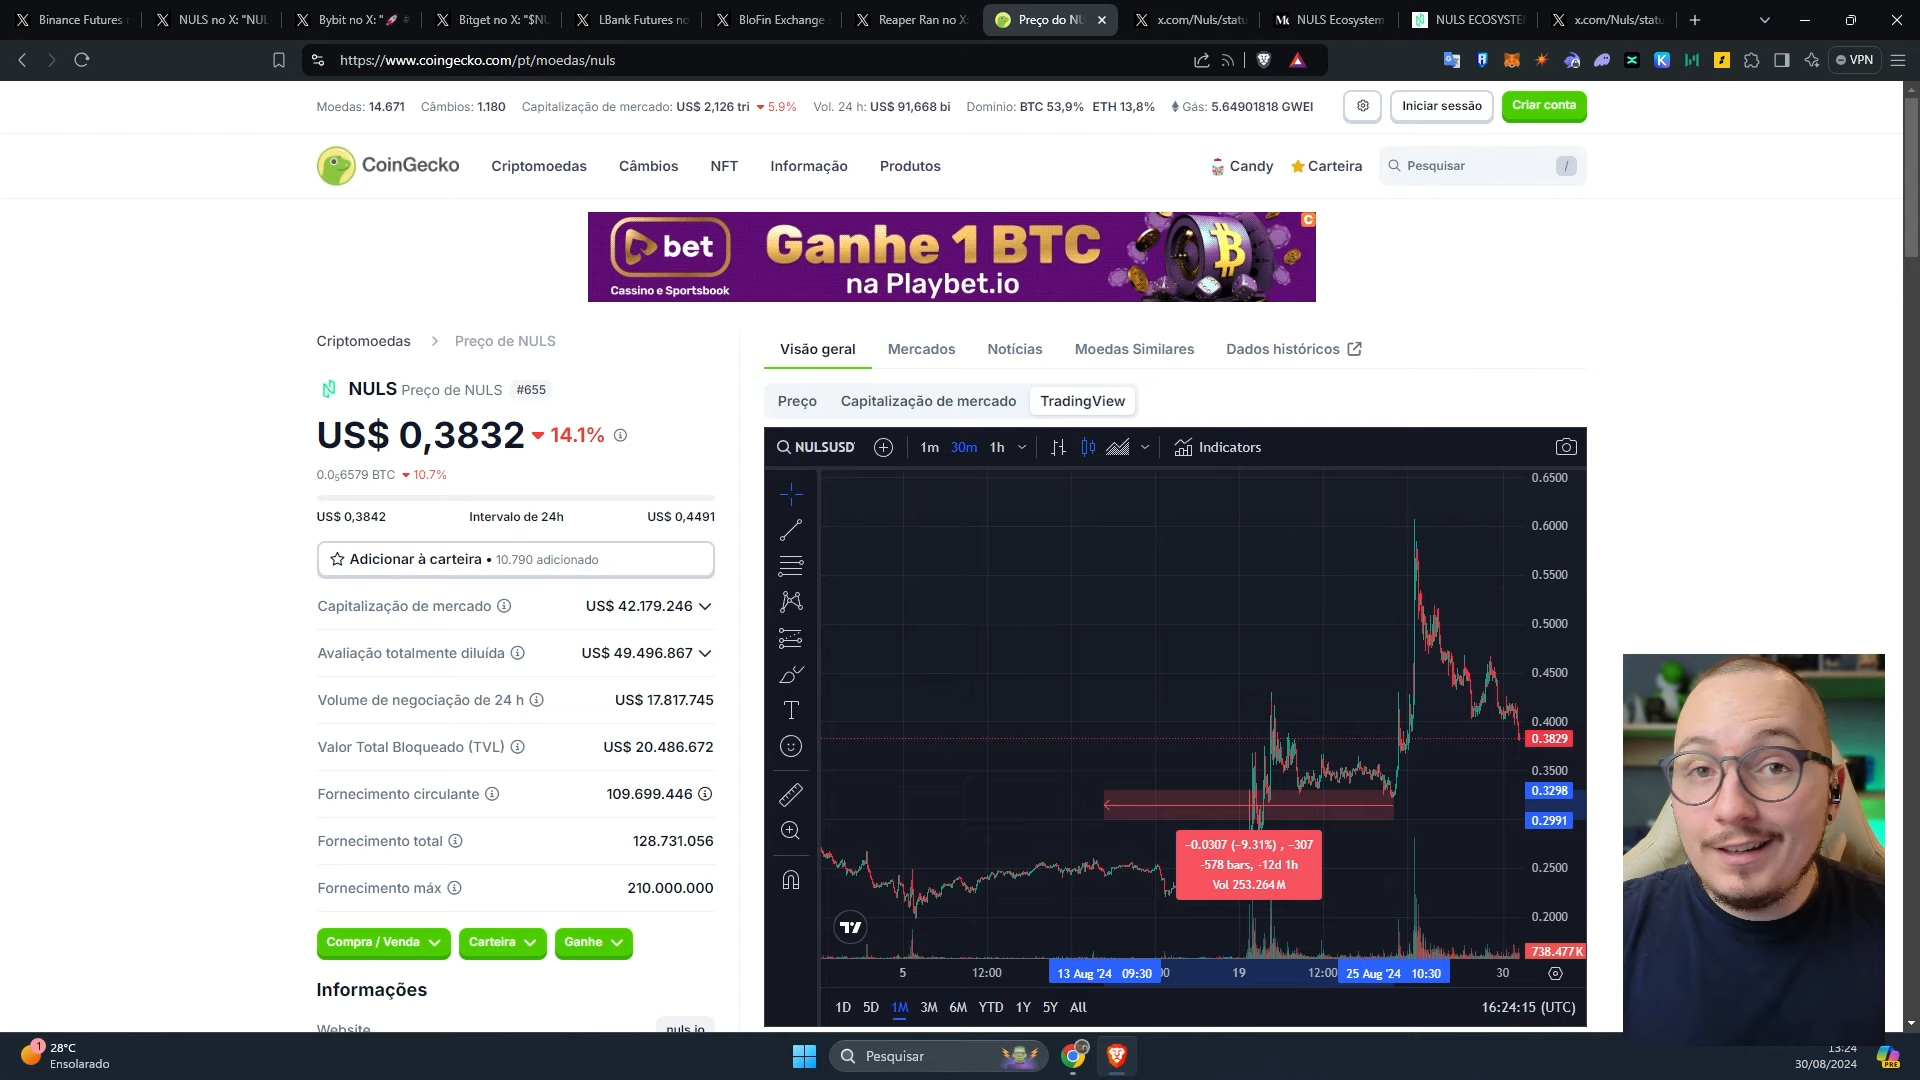 Binance Futures
NULS no X: "NUL
Bybit no X: "🚀 #
Bitget no X: "$NU
LBank Futures no
BloFin Exchange
Reaper Ran no X
Preço do NU
x.com/Nuls/statu
NULS Ecosystem
NULS ECOSYSTE
x.com/Nuls/statu
https://www.coingecko.com/pt/moedas/nuls
VPN
Moedas: 14.671 Câmbios: 1.180 Capitalização de mercado: US$ 2,126 tri 5.9% Vol. 24 h: US$ 91,668 bi Domínio: BTC 53,9% ETH 13,8% Gás: 5.64901818 GWEI
Iniciar sessão
Criar conta
CoinGecko
Criptomoedas
Câmbios
NFT
Informação
Produtos
Candy
Carteira
Pesquisar
/
bet
Cassino e Sportsbook
Ganhe 1 BTC
na Playbet.io
C
Criptomoedas > Preço de NULS
NULS Preço de NULS #655
US$ 0,3832 14.1%
0.0₅6579 BTC 10.7%
US$ 0,3842 Intervalo de 24h US$ 0,4491
Adicionar à carteira • 10.790 adicionado
Capitalização de mercado US$ 42.179.246
Avaliação totalmente diluída US$ 49.496.867
Volume de negociação de 24 h US$ 17.817.745
Valor Total Bloqueado (TVL) US$ 20.486.672
Fornecimento circulante 109.699.446
Fornecimento total 128.731.056
Fornecimento máx 210.000.000
Compra / Venda
Carteira
Ganhe
Informações
Website
nuls.io
Visão geral
Mercados
Notícias
Moedas Similares
Dados históricos
Preço
Capitalização de mercado
TradingView
NULSUSD
1m 30m 1h
Indicators
0.6500
0.6000
0.5500
0.5000
0.4500
0.4000
0.3829
0.3500
0.3298
0.2991
0.2500
0.2000
738.477K
−0.0307 (−9.31%) , −307
-578 bars, -12d 1h
Vol 253.264M
5
12:00
13 Aug '24 09:30
19
12:00
25 Aug '24 10:30
30
1D 5D 1M 3M 6M YTD 1Y 5Y All
16:24:15 (UTC)
1
28°C
Ensolarado
Pesquisar
13:24
30/08/2024
PRE